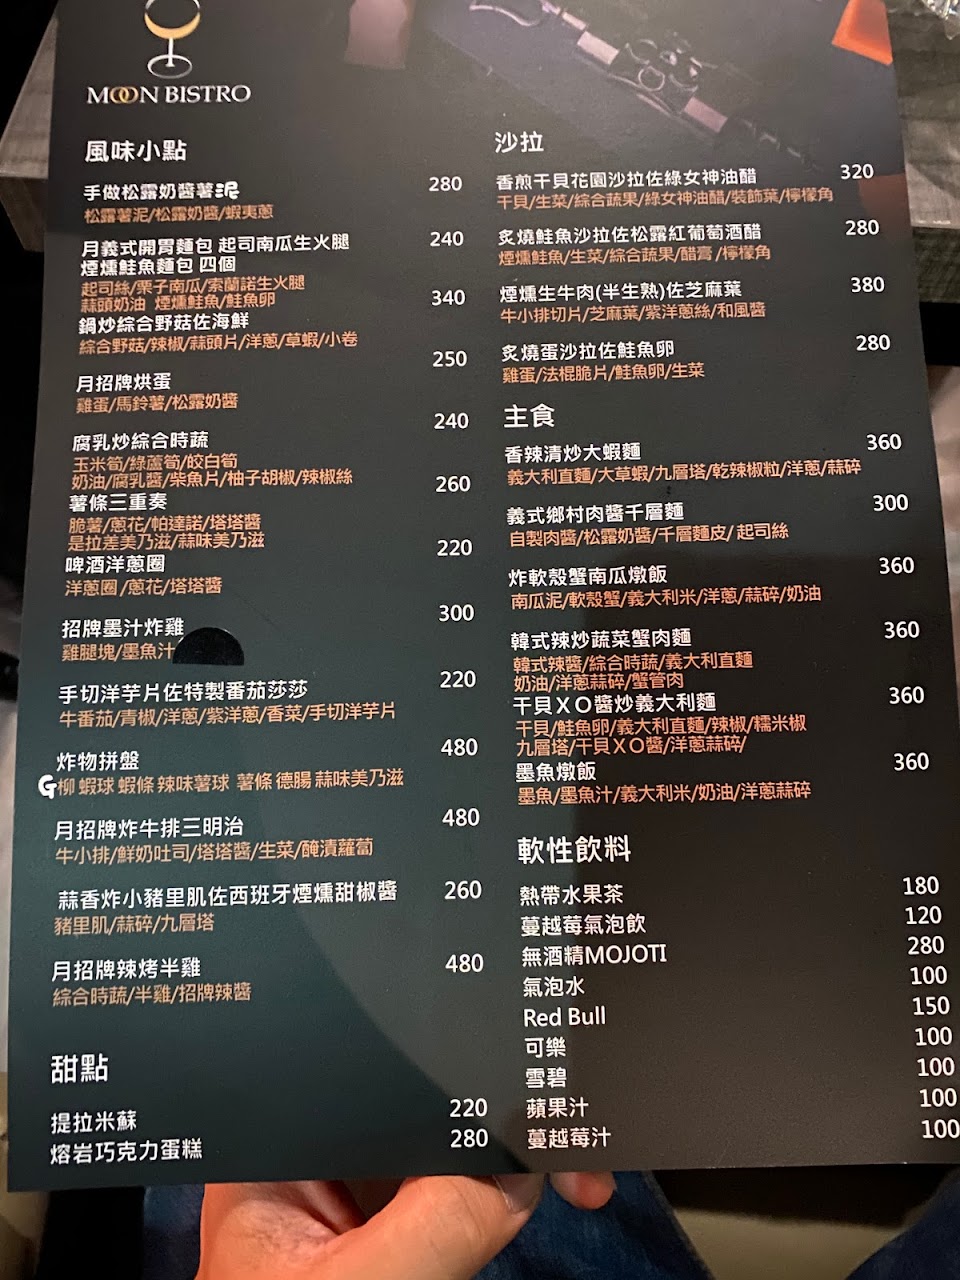 MOON BISTRO
風味小點
手做松露奶醬薯泥 280
松露薯泥/松露奶醬/蝦夷蔥
月義式開胃麵包 起司南瓜生火腿 240
煙燻鮭魚麵包 四個
起司絲/栗子南瓜/索蘭諾生火腿
蒜頭奶油 煙燻鮭魚/鮭魚卵
鍋炒綜合野菇佐海鮮 340
綜合野菇/辣椒/蒜頭片/洋蔥/草蝦/小卷
月招牌烘蛋 250
雞蛋/馬鈴薯/松露奶醬
腐乳炒綜合時蔬 240
玉米筍/綠蘆筍/皎白筍
奶油/腐乳醬/柴魚片/柚子胡椒/辣椒絲
薯條三重奏 260
脆薯/蔥花/帕達諾/塔塔醬
是拉差美乃滋/蒜味美乃滋
啤酒洋蔥圈 220
洋蔥圈/蔥花/塔塔醬
招牌墨汁炸雞 300
雞腿塊/墨魚汁
手切洋芋片佐特製番茄莎莎 220
牛番茄/青椒/洋蔥/紫洋蔥/香菜/手切洋芋片
炸物拼盤 480
G柳 蝦球 蝦條 辣味薯球 薯條 德腸 蒜味美乃滋
月招牌炸牛排三明治 480
牛小排/鮮奶吐司/塔塔醬/生菜/醃漬蘿蔔
蒜香炸小豬里肌佐西班牙煙燻甜椒醬 260
豬里肌/蒜碎/九層塔
月招牌辣烤半雞 480
綜合時蔬/半雞/招牌辣醬
甜點
提拉米蘇 220
熔岩巧克力蛋糕 280
沙拉
香煎干貝花園沙拉佐綠女神油醋 320
干貝/生菜/綜合蔬果/綠女神油醋/裝飾葉/檸檬角
炙燒鮭魚沙拉佐松露紅葡萄酒醋 280
煙燻鮭魚/生菜/綜合蔬果/醋膏/檸檬角
煙燻生牛肉(半生熟)佐芝麻葉 380
牛小排切片/芝麻葉/紫洋蔥絲/和風醬
炙燒蛋沙拉佐鮭魚卵 280
雞蛋/法棍脆片/鮭魚卵/生菜
主食
香辣清炒大蝦麵 360
義大利直麵/大草蝦/九層塔/乾辣椒粒/洋蔥/蒜碎
義式鄉村肉醬千層麵 300
自製肉醬/松露奶醬/千層麵皮/ 起司絲
炸軟殼蟹南瓜燉飯 360
南瓜泥/軟殼蟹/義大利米/洋蔥/蒜碎/奶油
韓式辣炒蔬菜蟹肉麵 360
韓式辣醬/綜合時蔬/義大利直麵
奶油/洋蔥蒜碎/蟹管肉
干貝XO醬炒義大利麵 360
干貝/鮭魚卵/義大利直麵/辣椒/糯米椒
九層塔/干貝XO醬/洋蔥蒜碎/
墨魚燉飯 360
墨魚/墨魚汁/義大利米/奶油/洋蔥蒜碎
軟性飲料
熱帶水果茶 180
蔓越莓氣泡飲 120
無酒精MOJOTI 280
氣泡水 100
Red Bull 150
可樂 100
雪碧 100
蘋果汁 100
蔓越莓汁 100